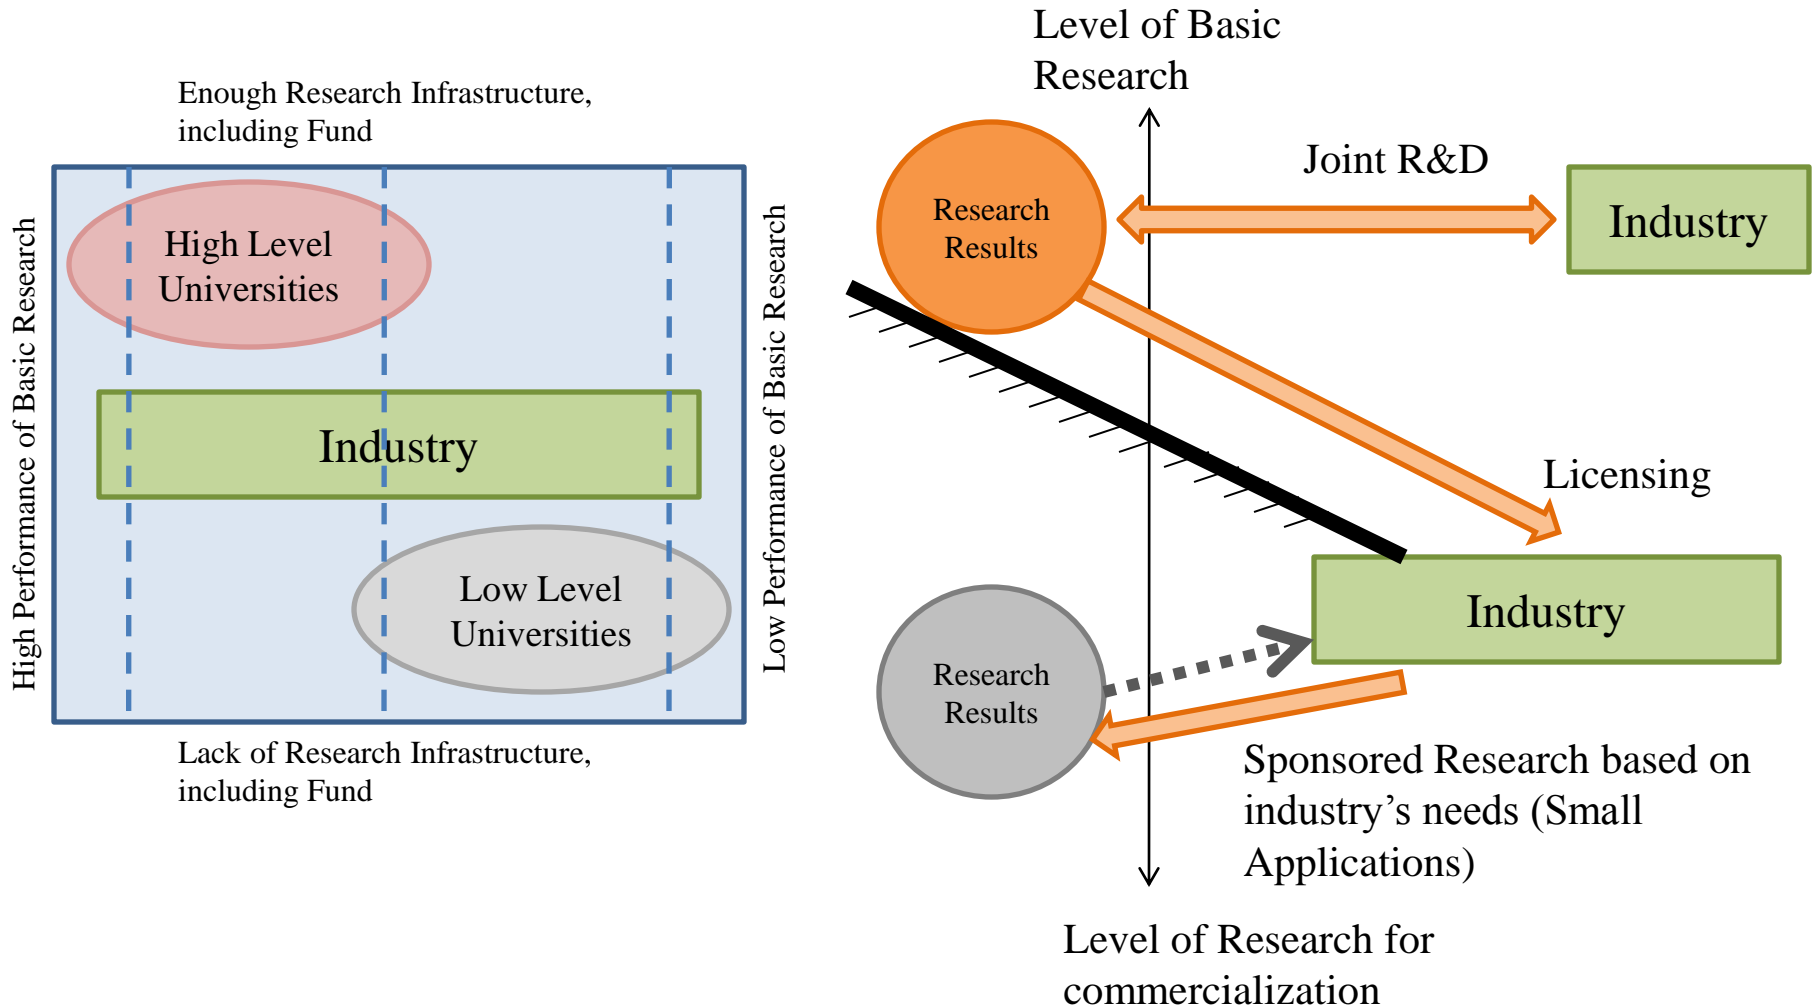 Enough Research Infrastructure,
including Fund
High Performance of Basic Research
High Level
Universities
Industry
Low Level
Universities
Low Performance of Basic Research
Lack of Research Infrastructure,
including Fund
Level of Basic
Research
Research
Results
Joint R&D
Industry
Licensing
Industry
Research
Results
Sponsored Research based on
industry’s needs (Small
Applications)
Level of Research for
commercialization